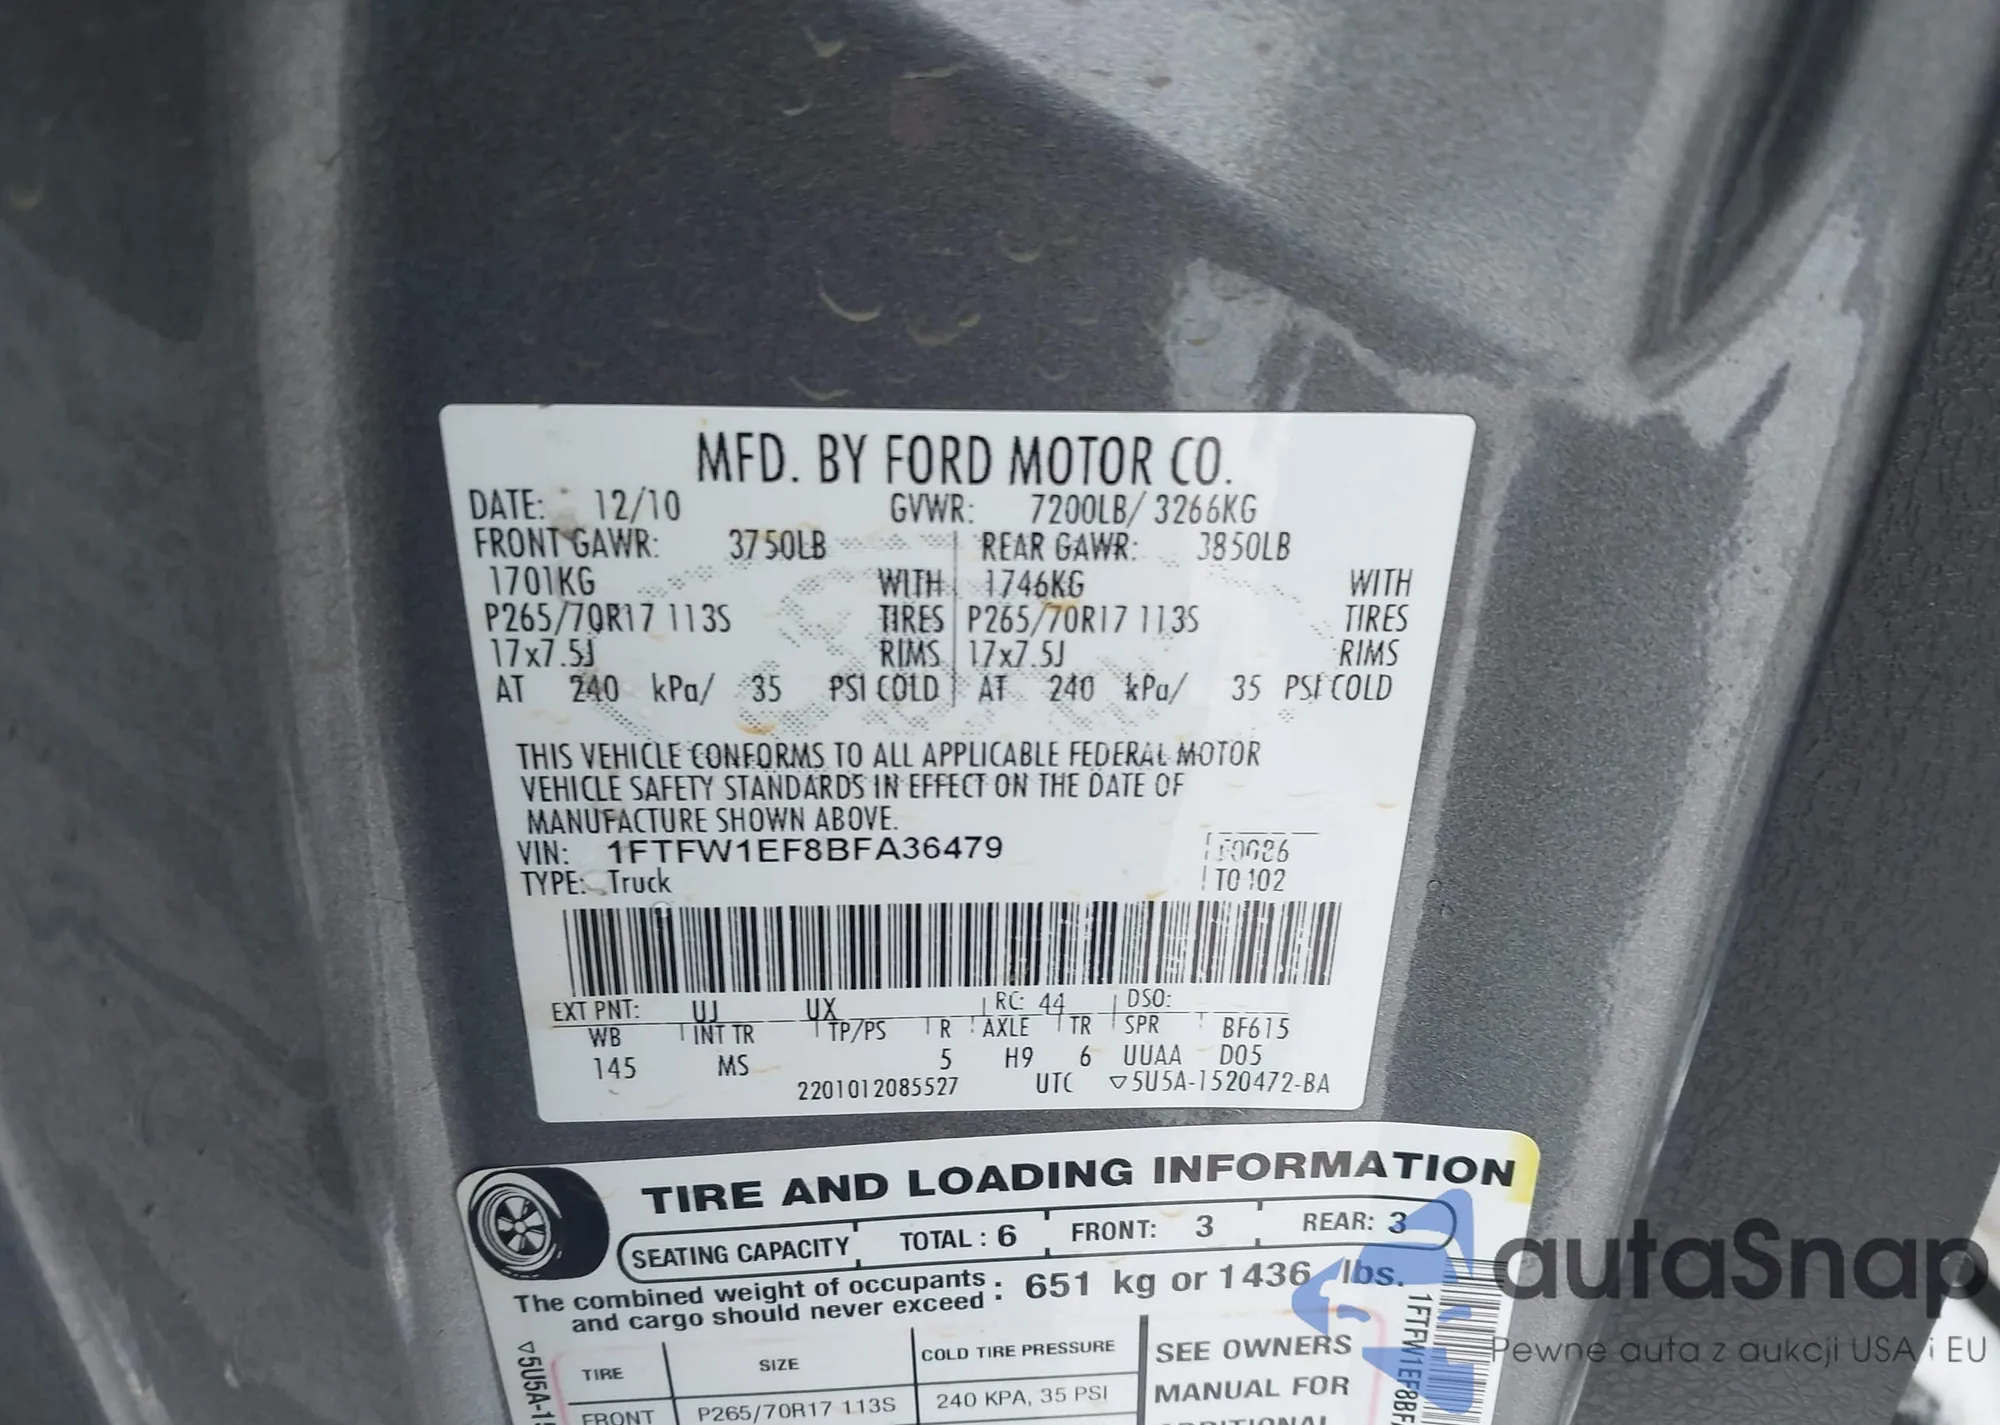 MFD. BY FORD MOTOR CO.
DATE: 12/10 GVWR: 7200LB/ 3266KG
FRONT GAWR: 3750LB REAR GAWR: 3850LB
1701KG WITH 1746KG WITH
P265/70R17 113S TIRES P265/70R17 113S TIRES
17x7.5J RIMS 17x7.5J RIMS
AT 240 kPa/ 35 PSI COLD AT 240 kPa/ 35 PSI COLD
THIS VEHICLE CONFORMS TO ALL APPLICABLE FEDERAL MOTOR
VEHICLE SAFETY STANDARDS IN EFFECT ON THE DATE OF
MANUFACTURE SHOWN ABOVE.
VIN: 1FTFW1EF8BFA36479
TYPE: Truck T0102
EXT PNT: UJ UX RC: 44 DSO:
WB INT TR TP/PS R AXLE TR SPR BF615
145 MS 5 H9 6 UUAA D05
2201012085527 UTC ▽5U5A-1520472-BA
TIRE AND LOADING INFORMATION
SEATING CAPACITY TOTAL : 6 FRONT: 3 REAR: 3
The combined weight of occupants
and cargo should never exceed : 651 kg or 1436 lbs.
TIRE SIZE COLD TIRE PRESSURE SEE OWNERS
FRONT P265/70R17 113S 240 KPA, 35 PSI MANUAL FOR
ADDITIONAL
▽5U5A-15
1FTFW1EF8BF
autaSnap
Pewne auta z aukcji USA i EU